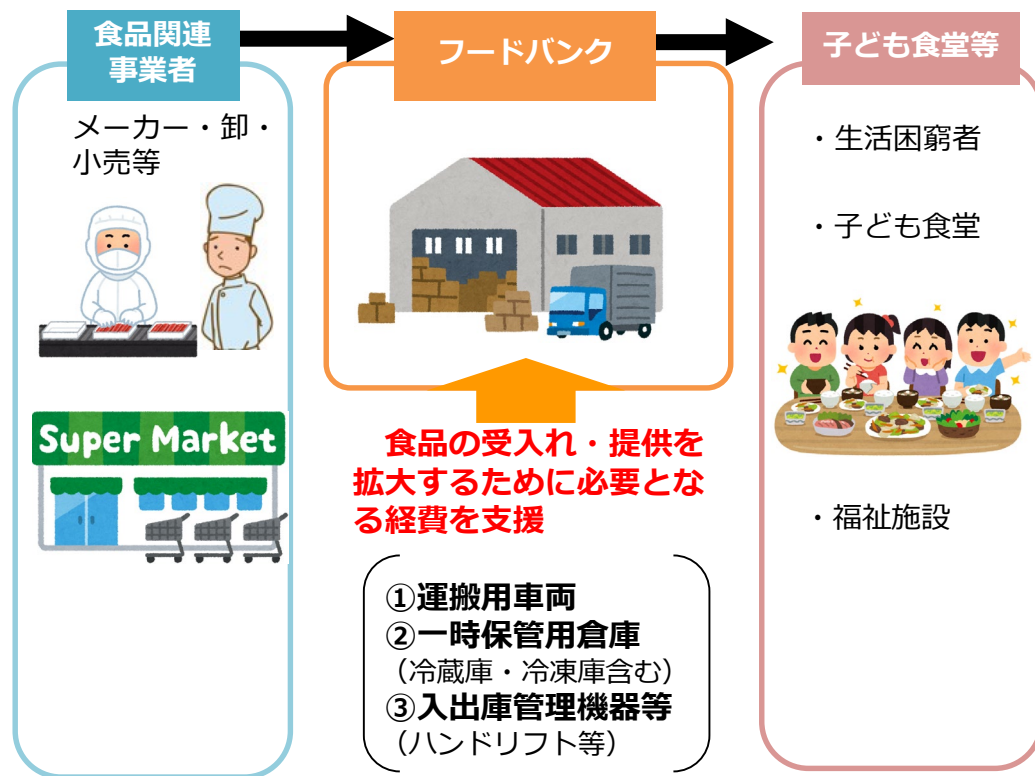 食品関連
事業者
メーカー・卸・
小売等
Super Market
フードバンク
食品の受入れ・提供を
拡大するために必要とな
る経費を支援
①運搬用車両
②一時保管用倉庫
（冷蔵庫・冷凍庫含む）
③入出庫管理機器等
（ハンドリフト等）
子ども食堂等
・生活困窮者
・子ども食堂
・福祉施設